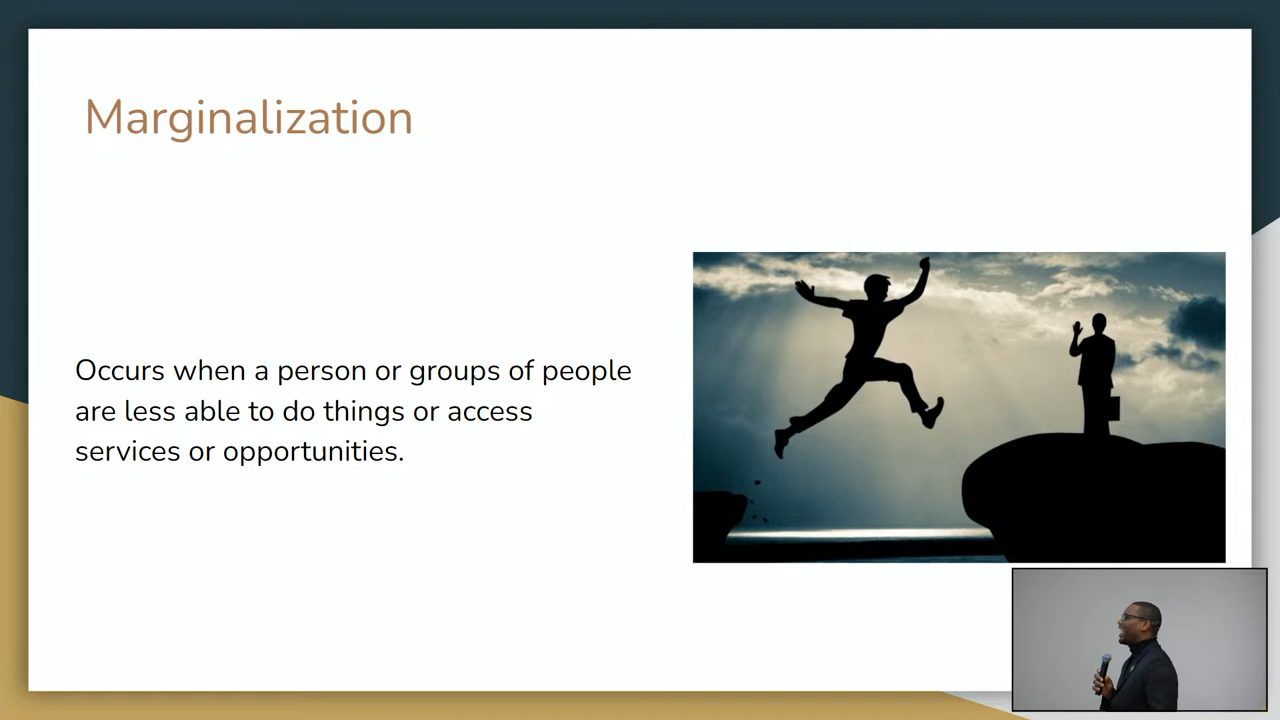 Marginalization
Occurs when a person or groups of people
are less able to do things or access
services or opportunities.